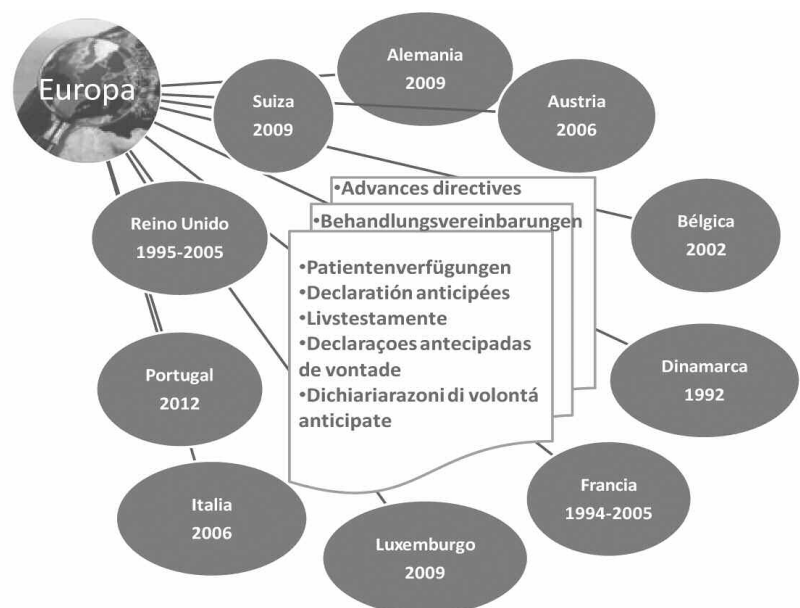 Europa
Alemania
2009
Suiza
2009
Austria
2006
•Advances directives
•Behandlungsvereinbarungen
Reino Unido
1995-2005
Bélgica
2002
•Patientenverfügungen
•Declaratión anticipées
•Livstestamente
•Declaraçoes antecipadas
de vontade
•Dichiariarazoni di volontá
anticipate
Portugal
2012
Dinamarca
1992
Italia
2006
Francia
1994-2005
Luxemburgo
2009